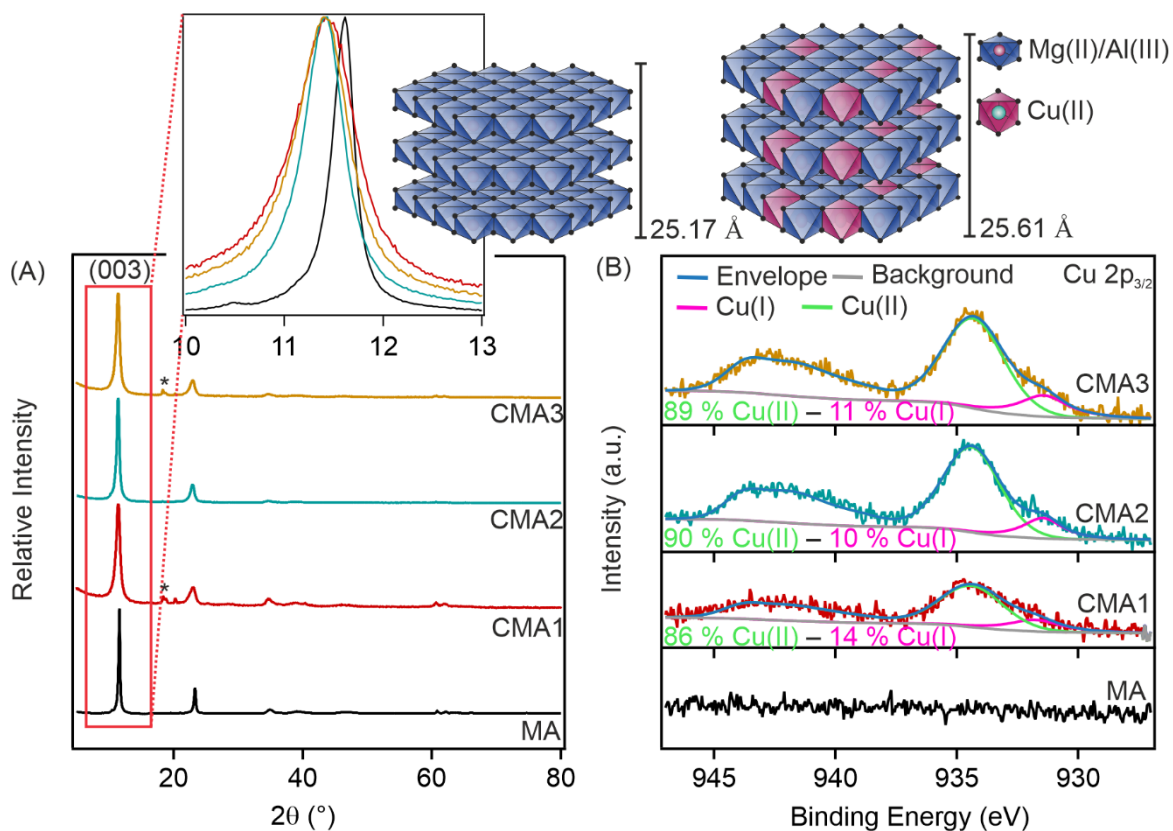 10 11 12 13
25.17 Å
25.61 Å
Mg(II)/Al(III)
Cu(II)
(A)
(003)
Relative Intensity
*
CMA3
CMA2
*
CMA1
MA
20 40 60 80
2θ (°)
(B)
Envelope Background Cu 2p3/2
Cu(I) Cu(II)
Intensity (a.u.)
CMA3
89 % Cu(II) – 11 % Cu(I)
CMA2
90 % Cu(II) – 10 % Cu(I)
CMA1
86 % Cu(II) – 14 % Cu(I)
MA
945 940 935 930
Binding Energy (eV)